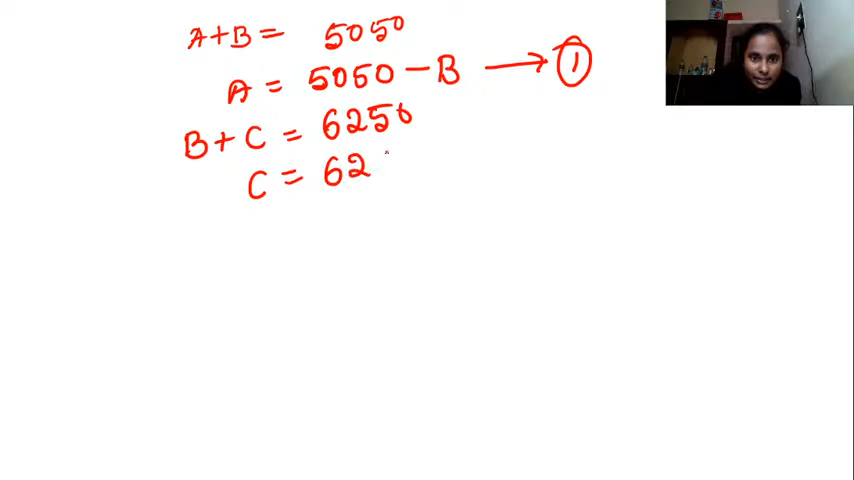 A+B = 5050
A = 5050 - B → ①
B + C = 6250
C = 62